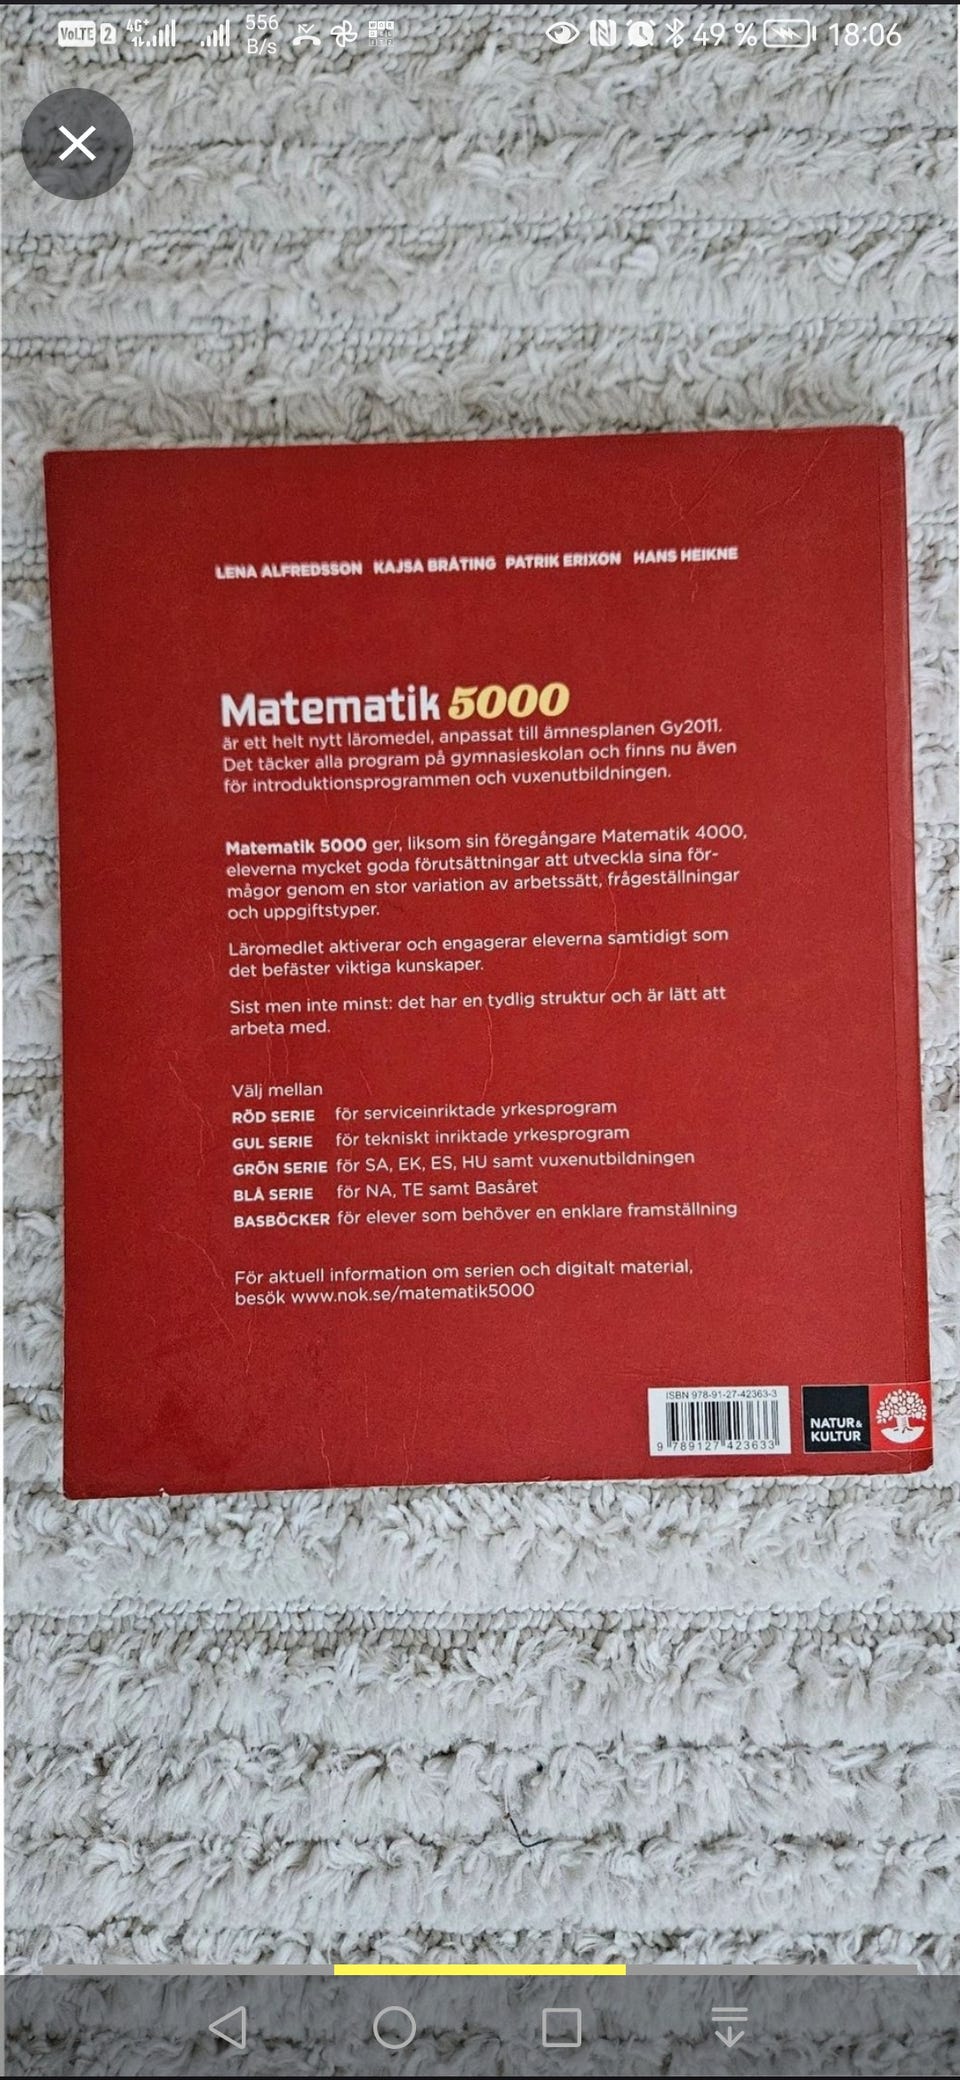 VoLTE 2 4G+ 556 B/s 49 % 18:06
LENA ALFREDSSON KAJSA BRÅTING PATRIK ERIXON HANS HEIKNE
Matematik 5000
är ett helt nytt läromedel, anpassat till ämnesplanen Gy2011.
Det täcker alla program på gymnasieskolan och finns nu även
för introduktionsprogrammen och vuxenutbildningen.
Matematik 5000 ger, liksom sin föregångare Matematik 4000,
eleverna mycket goda förutsättningar att utveckla sina för-
mågor genom en stor variation av arbetssätt, frågeställningar
och uppgiftstyper.
Läromedlet aktiverar och engagerar eleverna samtidigt som
det befäster viktiga kunskaper.
Sist men inte minst: det har en tydlig struktur och är lätt att
arbeta med.
Välj mellan
RÖD SERIE för serviceinriktade yrkesprogram
GUL SERIE för tekniskt inriktade yrkesprogram
GRÖN SERIE för SA, EK, ES, HU samt vuxenutbildningen
BLÅ SERIE för NA, TE samt Basåret
BASBÖCKER för elever som behöver en enklare framställning
För aktuell information om serien och digitalt material,
besök www.nok.se/matematik5000
ISBN 978-91-27-42363-3
9 789127 423633
NATUR &
KULTUR